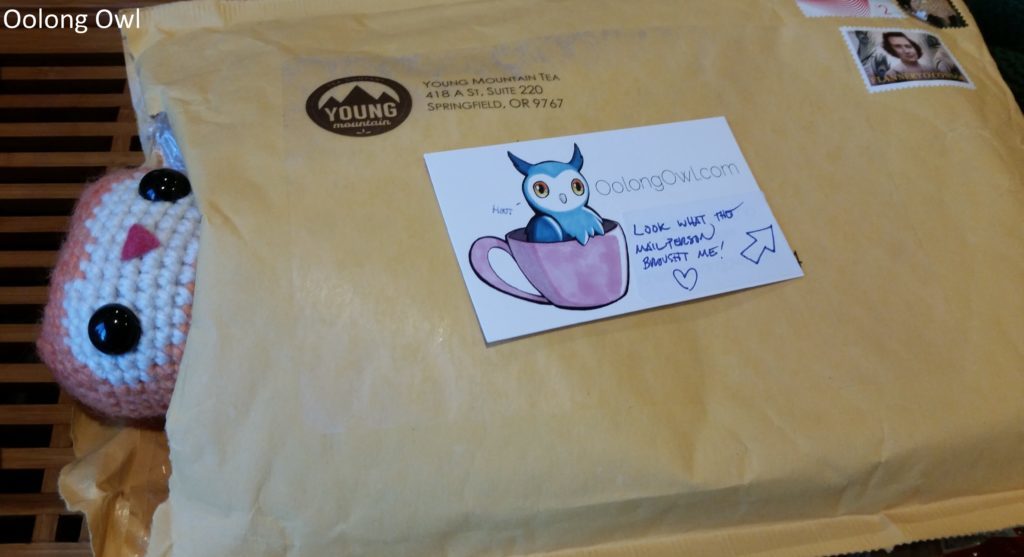 Oolong Owl
YOUNG
mountain
YOUNG MOUNTAIN TEA
418 A ST, SUITE 220
SPRINGFIELD, OR 9767
2
OolongOwl.com
Hoot
LOOK WHAT THE
MAILPERSON
BROUGHT ME!